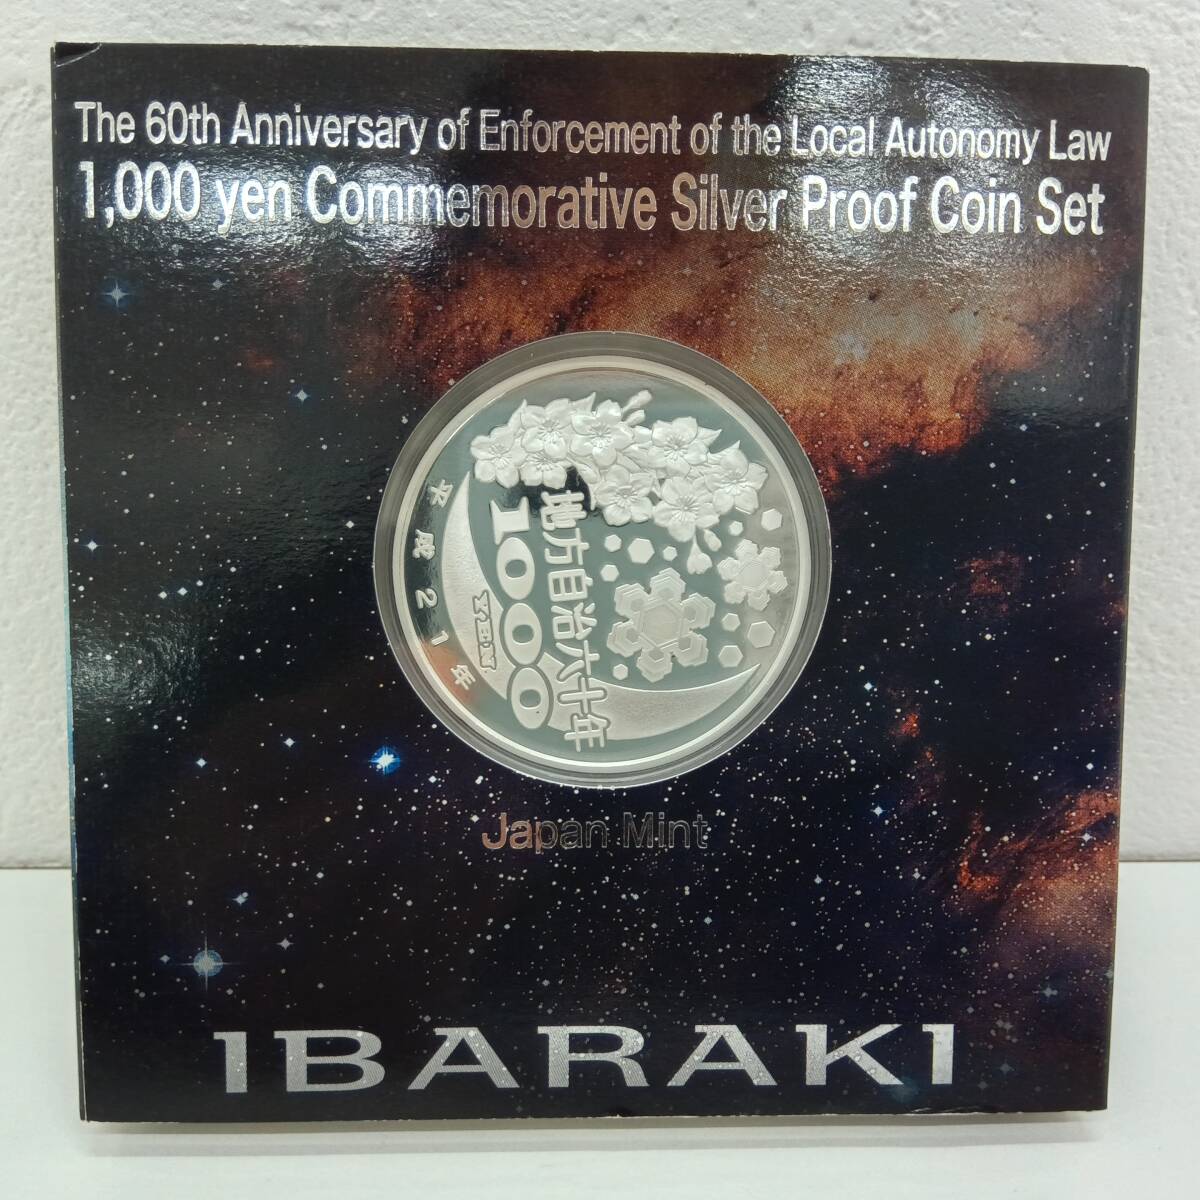 The 60th Anniversary of Enforcement of the Local Autonomy Law
1,000 yen Commemorative Silver Proof Coin Set
地方自治六十年
1000
YEN
平成21年
Japan Mint
IBARAKI